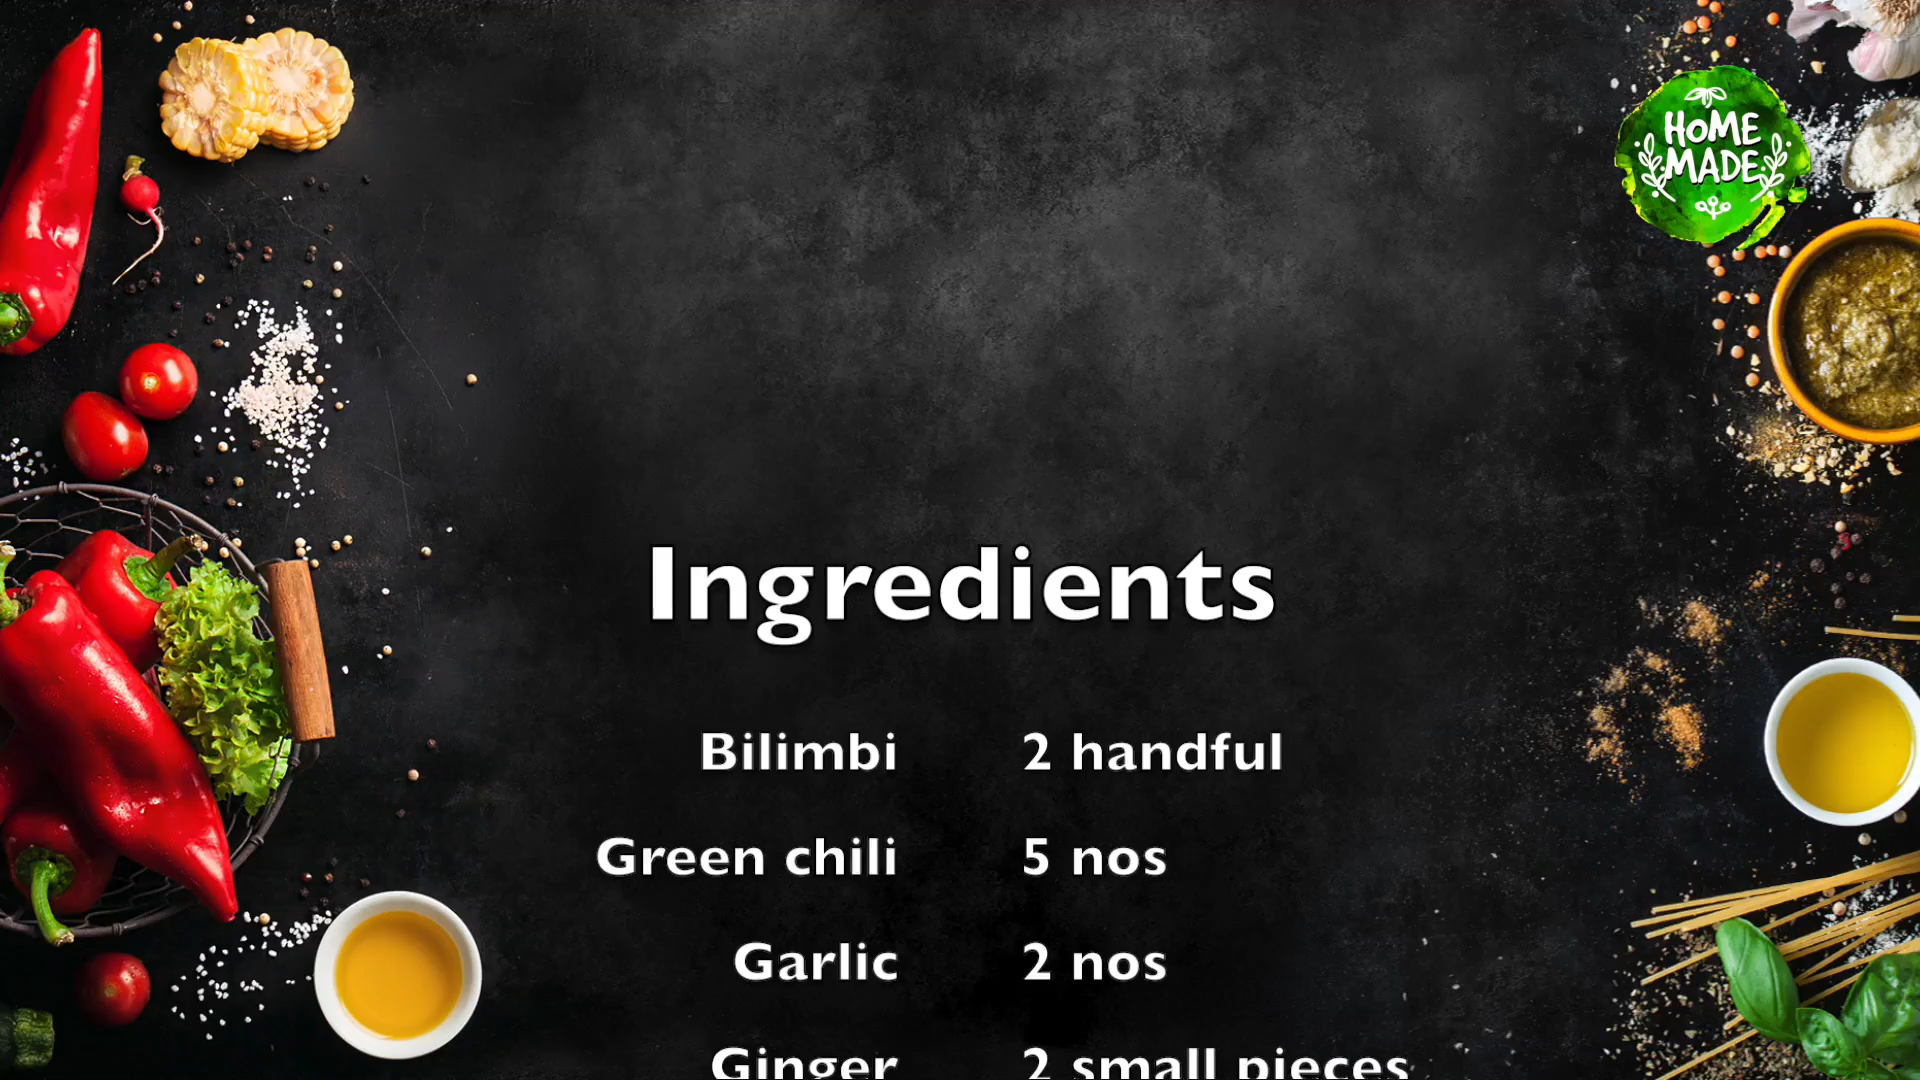 HOME
MADE
Ingredients
Bilimbi 2 handful
Green chili 5 nos
Garlic 2 nos
Ginger 2 small pieces